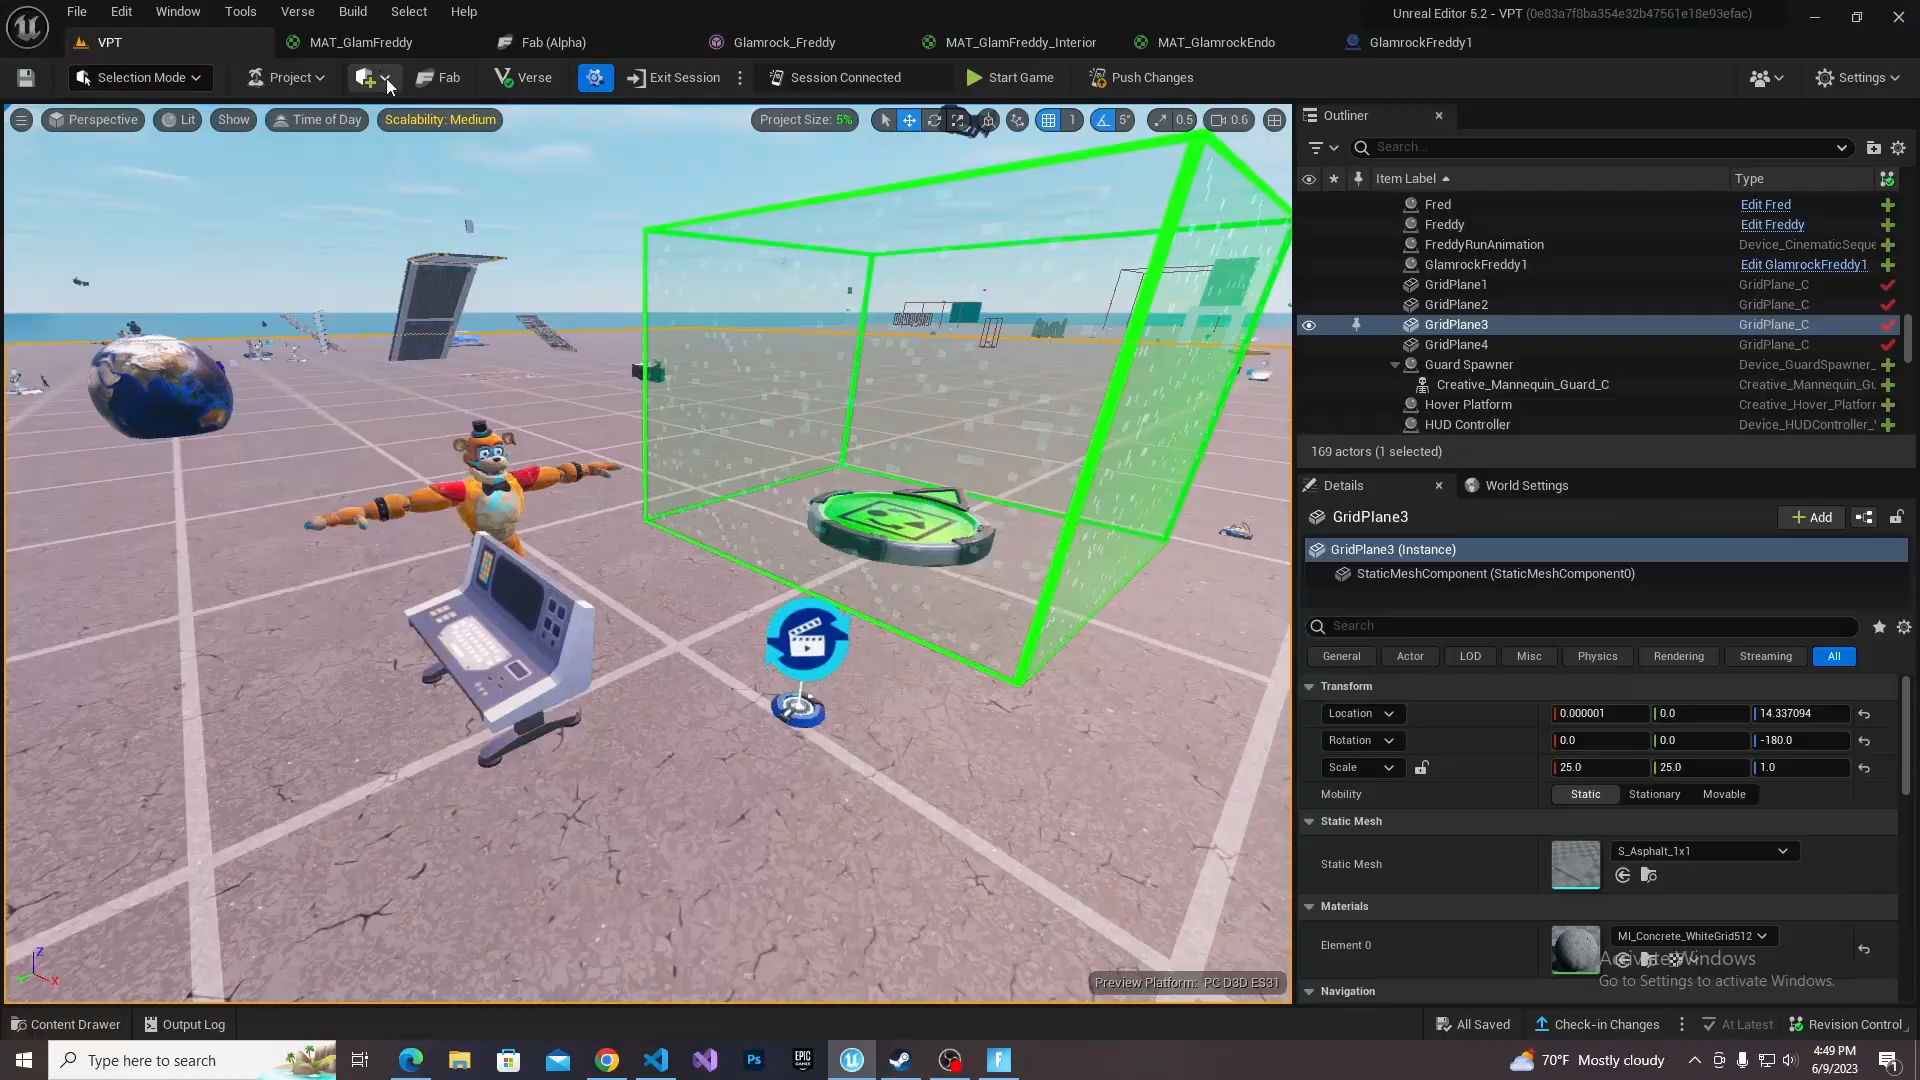 File Edit Window Tools Verse Build Select Help
Unreal Editor 5.2 - VPT (0e83a7f8ba354e32b47561e18e93efac)
VPT MAT_GlamFreddy Fab (Alpha) Glamrock_Freddy MAT_GlamFreddy_Interior MAT_GlamrockEndo GlamrockFreddy1
Selection Mode Project Fab Verse Exit Session Session Connected Start Game Push Changes Settings
Perspective Lit Show Time of Day Scalability: Medium Project Size: 5% 1 5° 0.5 0.6
Outliner
Search...
Item Label Type
Fred Edit Fred
Freddy Edit Freddy
FreddyRunAnimation Device_CinematicSeque
GlamrockFreddy1 Edit GlamrockFreddy1
GridPlane1 GridPlane_C
GridPlane2 GridPlane_C
GridPlane3 GridPlane_C
GridPlane4 GridPlane_C
Guard Spawner Device_GuardSpawner_
Creative_Mannequin_Guard_C Creative_Mannequin_Gu
Hover Platform Creative_Hover_Platforr
HUD Controller Device_HUDController_
169 actors (1 selected)
Details World Settings
GridPlane3 Add
GridPlane3 (Instance)
StaticMeshComponent (StaticMeshComponent0)
Search
General Actor LOD Misc Physics Rendering Streaming All
Transform
Location 0.000001 0.0 14.337094
Rotation 0.0 0.0 -180.0
Scale 25.0 25.0 1.0
Mobility Static Stationary Movable
Static Mesh
Static Mesh S_Asphalt_1x1
Materials
Element 0 MI_Concrete_WhiteGrid512
Activate Windows
Go to Settings to activate Windows.
Navigation
Z
X
Preview Platform: PC D3D ES31
Content Drawer Output Log All Saved Check-in Changes At Latest Revision Control
Type here to search
Ps
EPIC GAMES
70°F Mostly cloudy
4:49 PM
6/9/2023
1